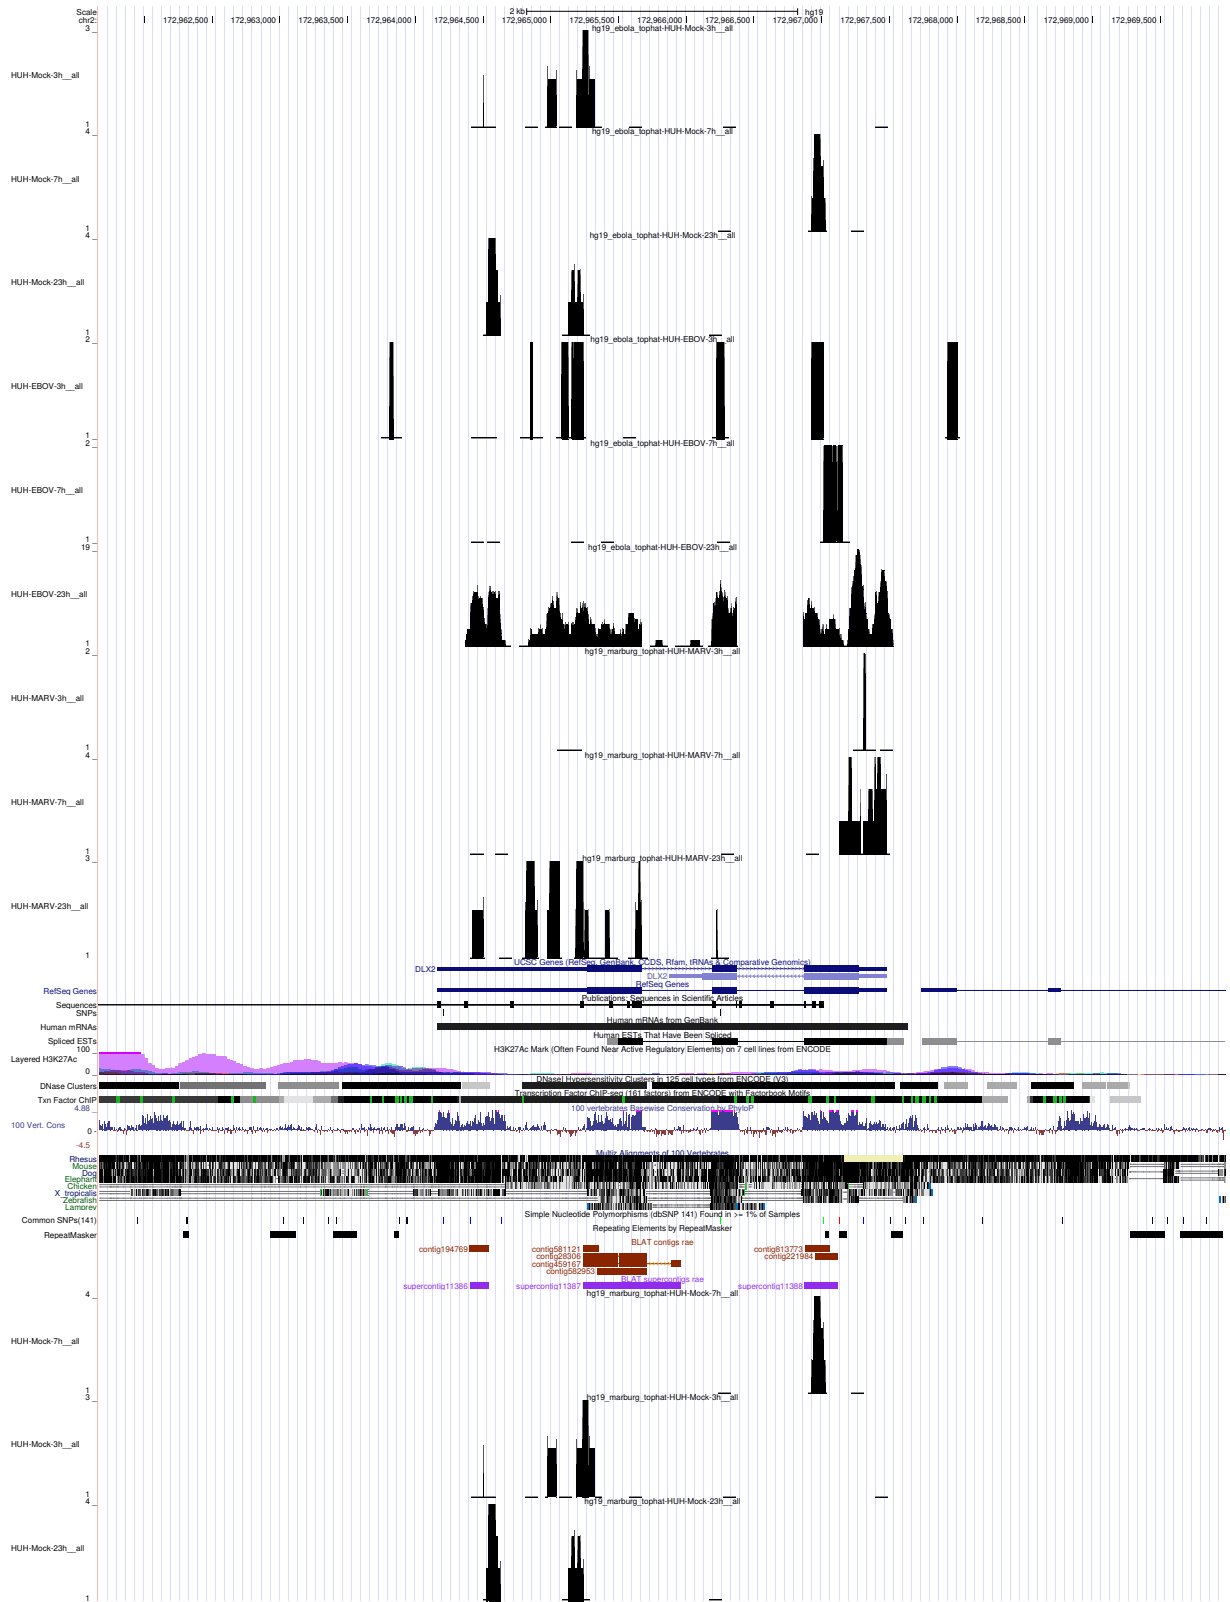 Scale 2 kb hg19
chr2: 172,962,500 172,963,000 172,963,500 172,964,000 172,964,500 172,965,000 172,965,500 172,966,000 172,966,500 172,967,000 172,967,500 172,968,000 172,968,500 172,969,000 172,969,500
hg19_ebola_tophat-HUH-Mock-3h__all
3 _
HUH-Mock-3h__all
1 _
hg19_ebola_tophat-HUH-Mock-7h__all
4 _
HUH-Mock-7h__all
1 _
hg19_ebola_tophat-HUH-Mock-23h__all
4 _
HUH-Mock-23h__all
1 _
hg19_ebola_tophat-HUH-EBOV-3h__all
2 _
HUH-EBOV-3h__all
1 _
hg19_ebola_tophat-HUH-EBOV-7h__all
2 _
HUH-EBOV-7h__all
1 _
hg19_ebola_tophat-HUH-EBOV-23h__all
19 _
HUH-EBOV-23h__all
1 _
hg19_marburg_tophat-HUH-MARV-3h__all
2 _
HUH-MARV-3h__all
1 _
hg19_marburg_tophat-HUH-MARV-7h__all
4 _
HUH-MARV-7h__all
1 _
hg19_marburg_tophat-HUH-MARV-23h__all
3 _
HUH-MARV-23h__all
1 _
UCSC Genes (RefSeq, GenBank, CCDS, Rfam, tRNAs & Comparative Genomics)
DLX2
DLX2
RefSeq Genes
RefSeq Genes
Publications: Sequences in Scientific Articles
Sequences
SNPs
Human mRNAs from GenBank
Human mRNAs
Human ESTs That Have Been Spliced
Spliced ESTs
H3K27Ac Mark (Often Found Near Active Regulatory Elements) on 7 cell lines from ENCODE
100 _
Layered H3K27Ac
0 _
DNaseI Hypersensitivity Clusters in 125 cell types from ENCODE (V3)
DNase Clusters
Transcription Factor ChIP-seq (161 factors) from ENCODE with Factorbook Motifs
Txn Factor ChIP
100 vertebrates Basewise Conservation by PhyloP
4.88 _
100 Vert. Cons
0 -
-4.5 _
Multiz Alignments of 100 Vertebrates
Rhesus
Mouse
Dog
Elephant
Chicken
X_tropicalis
Zebrafish
Lamprey
Simple Nucleotide Polymorphisms (dbSNP 141) Found in >= 1% of Samples
Common SNPs(141)
Repeating Elements by RepeatMasker
RepeatMasker
BLAT contigs rae
contig194769 contig581121 contig813773
contig28306 contig221984
contig459167
contig582953
BLAT supercontigs rae
supercontig11386 supercontig11387 supercontig11388
hg19_marburg_tophat-HUH-Mock-7h__all
4 _
HUH-Mock-7h__all
1 _
hg19_marburg_tophat-HUH-Mock-3h__all
3 _
HUH-Mock-3h__all
1 _
hg19_marburg_tophat-HUH-Mock-23h__all
4 _
HUH-Mock-23h__all
1 _